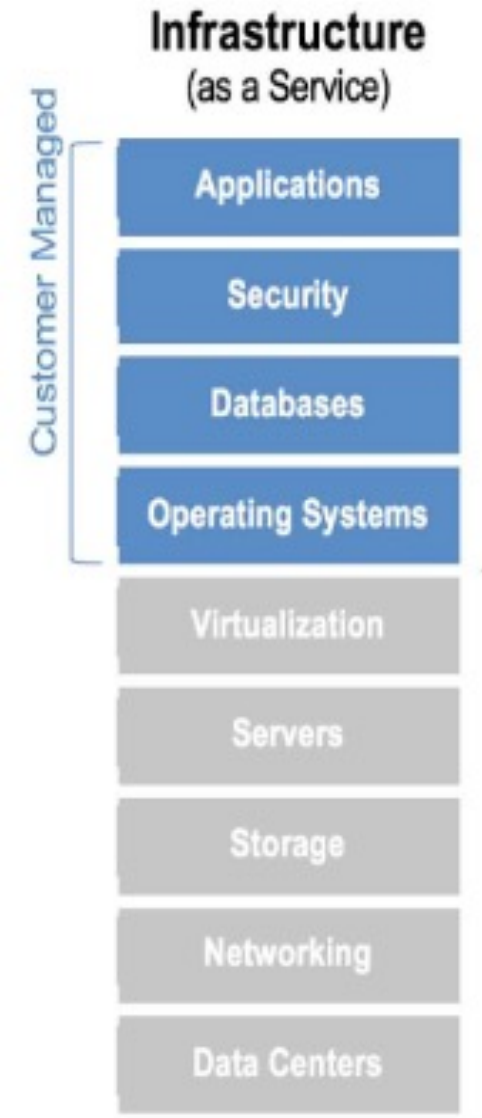 Infrastructure
(as a Service)
Customer Managed
Applications
Security
Databases
Operating Systems
Virtualization
Servers
Storage
Networking
Data Centers